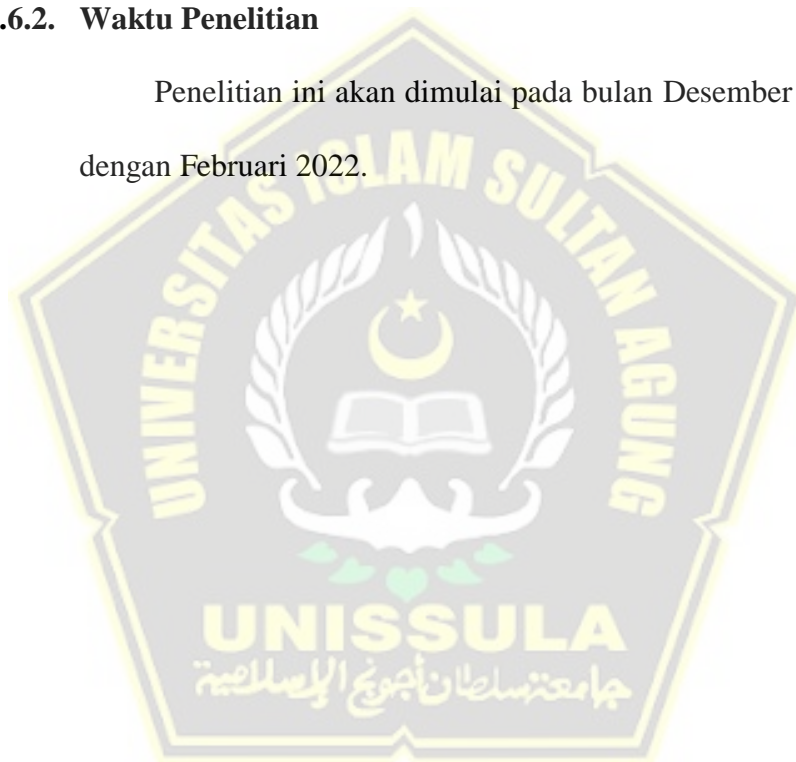 .6.2. Waktu Penelitian
Penelitian ini akan dimulai pada bulan Desember
dengan Februari 2022.
UNIVERSITAS ISLAM SULTAN AGUNG
UNISSULA
جامعة سلطان أجونج الإسلامية